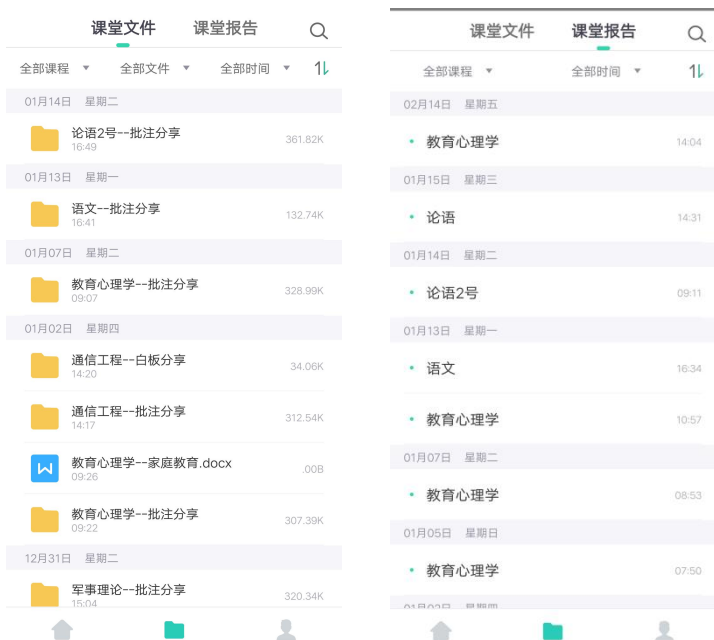 课堂文件 课堂报告
全部课程 全部文件 全部时间
01月14日 星期二
论语2号--批注分享
16:49
361.82K
01月13日 星期一
语文--批注分享
16:41
132.74K
01月07日 星期二
教育心理学--批注分享
09:07
328.99K
01月02日 星期四
通信工程--白板分享
14:20
34.06K
通信工程--批注分享
14:17
312.54K
教育心理学--家庭教育.docx
09:26
.00B
教育心理学--批注分享
09:22
307.39K
12月31日 星期二
军事理论--批注分享
15:04
320.34K
课堂文件 课堂报告
全部课程 全部时间
02月14日 星期五
教育心理学 14:04
01月15日 星期三
论语 14:31
01月14日 星期二
论语2号 09:11
01月13日 星期一
语文 16:34
教育心理学 10:57
01月07日 星期二
教育心理学 08:53
01月05日 星期日
教育心理学 07:50